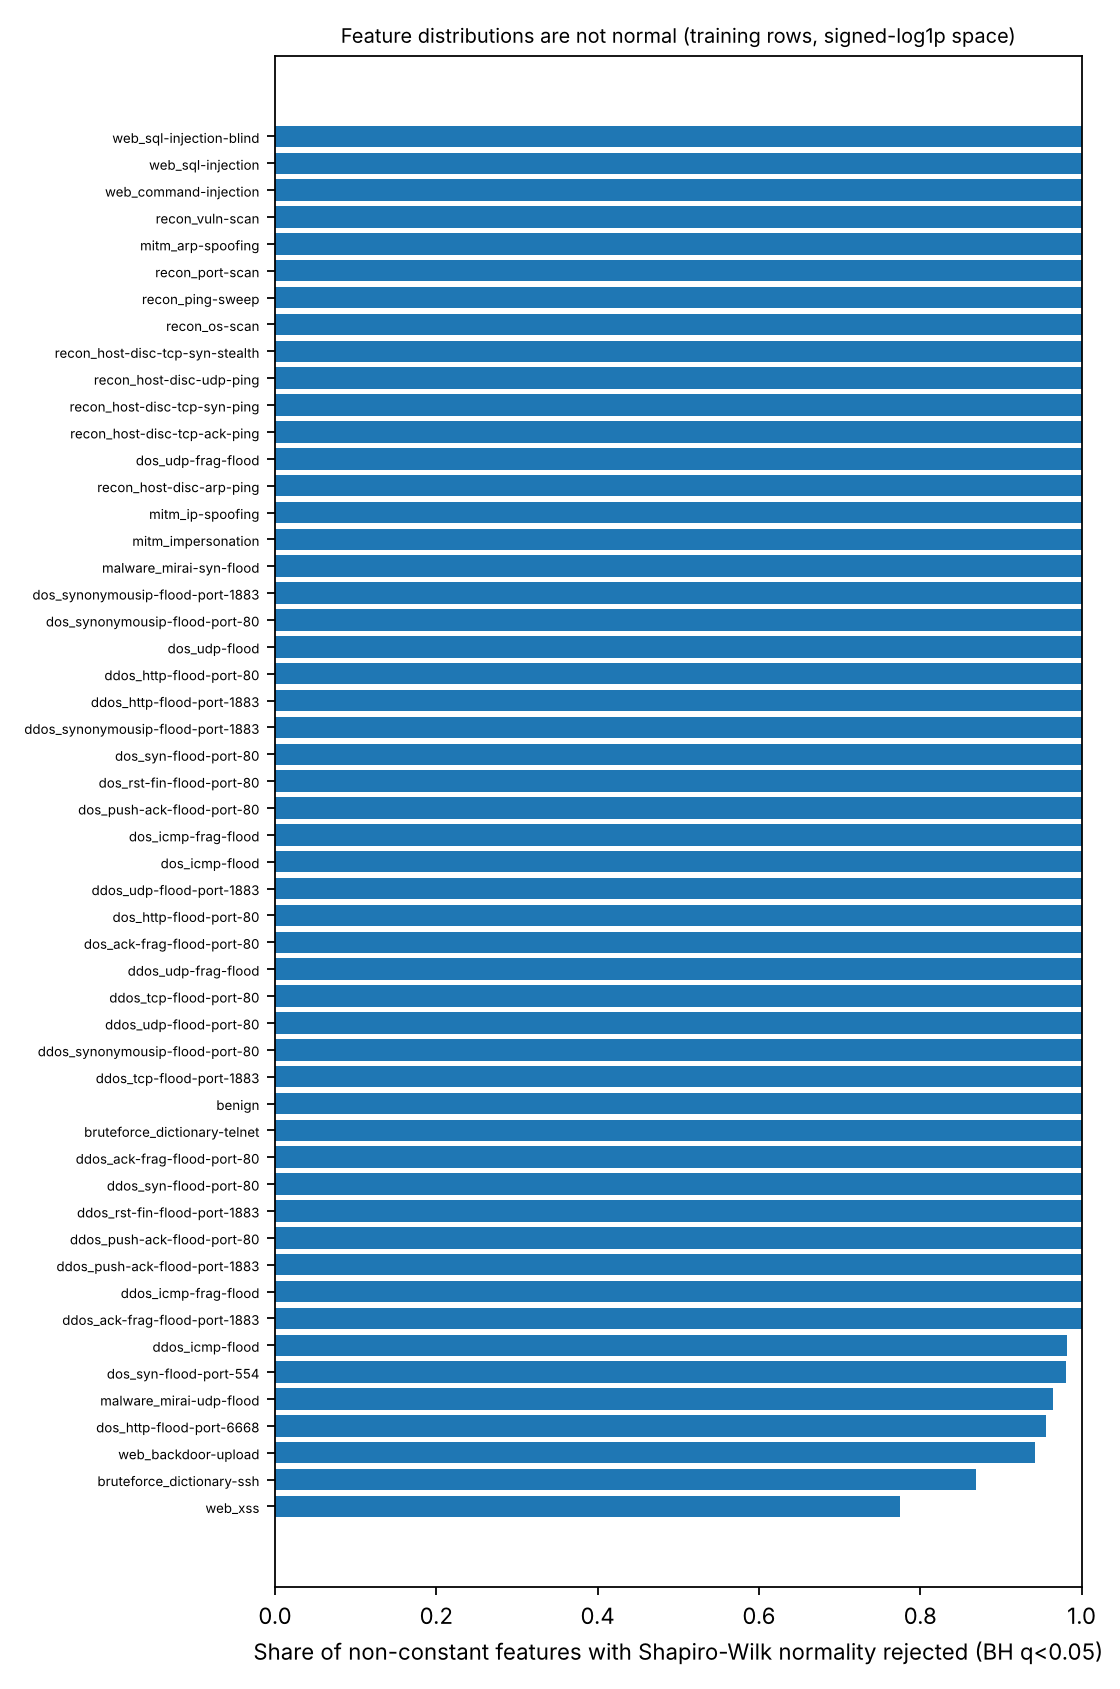 Feature distributions are not normal (training rows, signed-log1p space)
web_sql-injection-blind
web_sql-injection
web_command-injection
recon_vuln-scan
mitm_arp-spoofing
recon_port-scan
recon_ping-sweep
recon_os-scan
recon_host-disc-tcp-syn-stealth
recon_host-disc-udp-ping
recon_host-disc-tcp-syn-ping
recon_host-disc-tcp-ack-ping
dos_udp-frag-flood
recon_host-disc-arp-ping
mitm_ip-spoofing
mitm_impersonation
malware_mirai-syn-flood
dos_synonymousip-flood-port-1883
dos_synonymousip-flood-port-80
dos_udp-flood
ddos_http-flood-port-80
ddos_http-flood-port-1883
ddos_synonymousip-flood-port-1883
dos_syn-flood-port-80
dos_rst-fin-flood-port-80
dos_push-ack-flood-port-80
dos_icmp-frag-flood
dos_icmp-flood
ddos_udp-flood-port-1883
dos_http-flood-port-80
dos_ack-frag-flood-port-80
ddos_udp-frag-flood
ddos_tcp-flood-port-80
ddos_udp-flood-port-80
ddos_synonymousip-flood-port-80
ddos_tcp-flood-port-1883
benign
bruteforce_dictionary-telnet
ddos_ack-frag-flood-port-80
ddos_syn-flood-port-80
ddos_rst-fin-flood-port-1883
ddos_push-ack-flood-port-80
ddos_push-ack-flood-port-1883
ddos_icmp-frag-flood
ddos_ack-frag-flood-port-1883
ddos_icmp-flood
dos_syn-flood-port-554
malware_mirai-udp-flood
dos_http-flood-port-6668
web_backdoor-upload
bruteforce_dictionary-ssh
web_xss
0.0 0.2 0.4 0.6 0.8 1.0
Share of non-constant features with Shapiro-Wilk normality rejected (BH q<0.05)